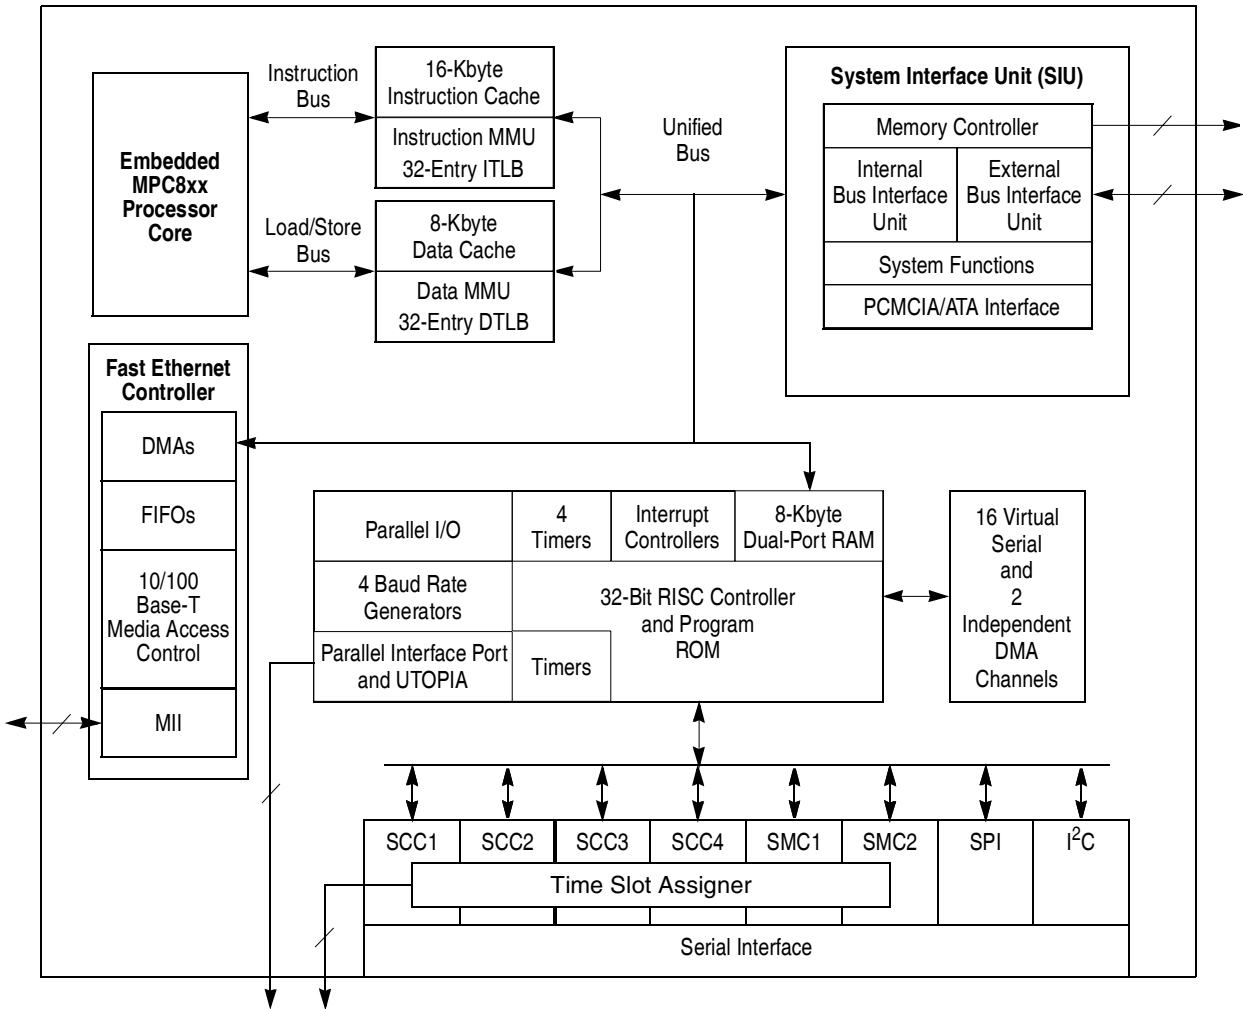 Embedded
MPC8xx
Processor
Core
Instruction
Bus
Load/Store
Bus
16-Kbyte
Instruction Cache
Instruction MMU
32-Entry ITLB
8-Kbyte
Data Cache
Data MMU
32-Entry DTLB
Unified
Bus
System Interface Unit (SIU)
Memory Controller
Internal
Bus Interface
Unit
External
Bus Interface
Unit
System Functions
PCMCIA/ATA Interface
Fast Ethernet
Controller
DMAs
FIFOs
10/100
Base-T
Media Access
Control
MII
Parallel I/O
4
Timers
Interrupt
Controllers
8-Kbyte
Dual-Port RAM
4 Baud Rate
Generators
32-Bit RISC Controller
and Program
ROM
Parallel Interface Port
and UTOPIA
Timers
16 Virtual
Serial
and
2
Independent
DMA
Channels
SCC1
SCC2
SCC3
SCC4
SMC1
SMC2
SPI
I²C
Time Slot Assigner
Serial Interface